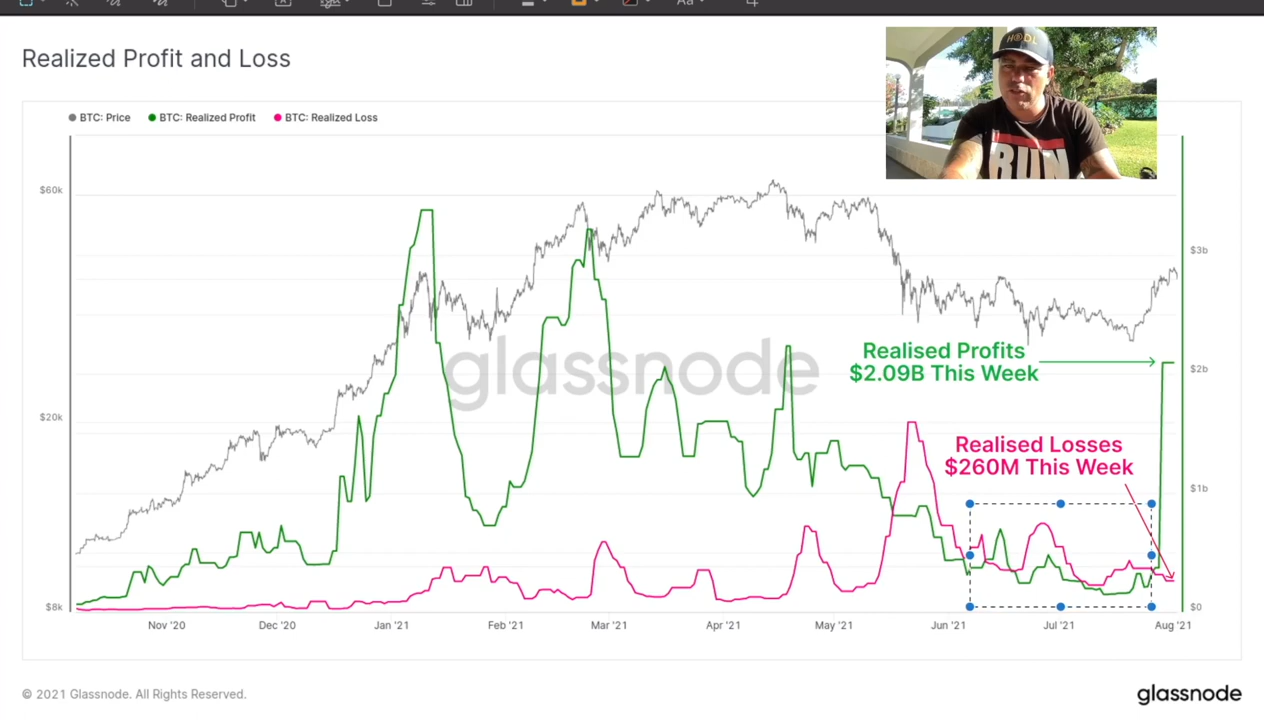 Aa
Realized Profit and Loss
HODL
RUN
BTC: Price
BTC: Realized Profit
BTC: Realized Loss
$60k
$20k
$8k
$3b
$2b
$1b
$0
glassnode
Realised Profits
$2.09B This Week
Realised Losses
$260M This Week
Nov '20
Dec '20
Jan '21
Feb '21
Mar '21
Apr '21
May '21
Jun '21
Jul '21
Aug '21
© 2021 Glassnode. All Rights Reserved.
glassnode